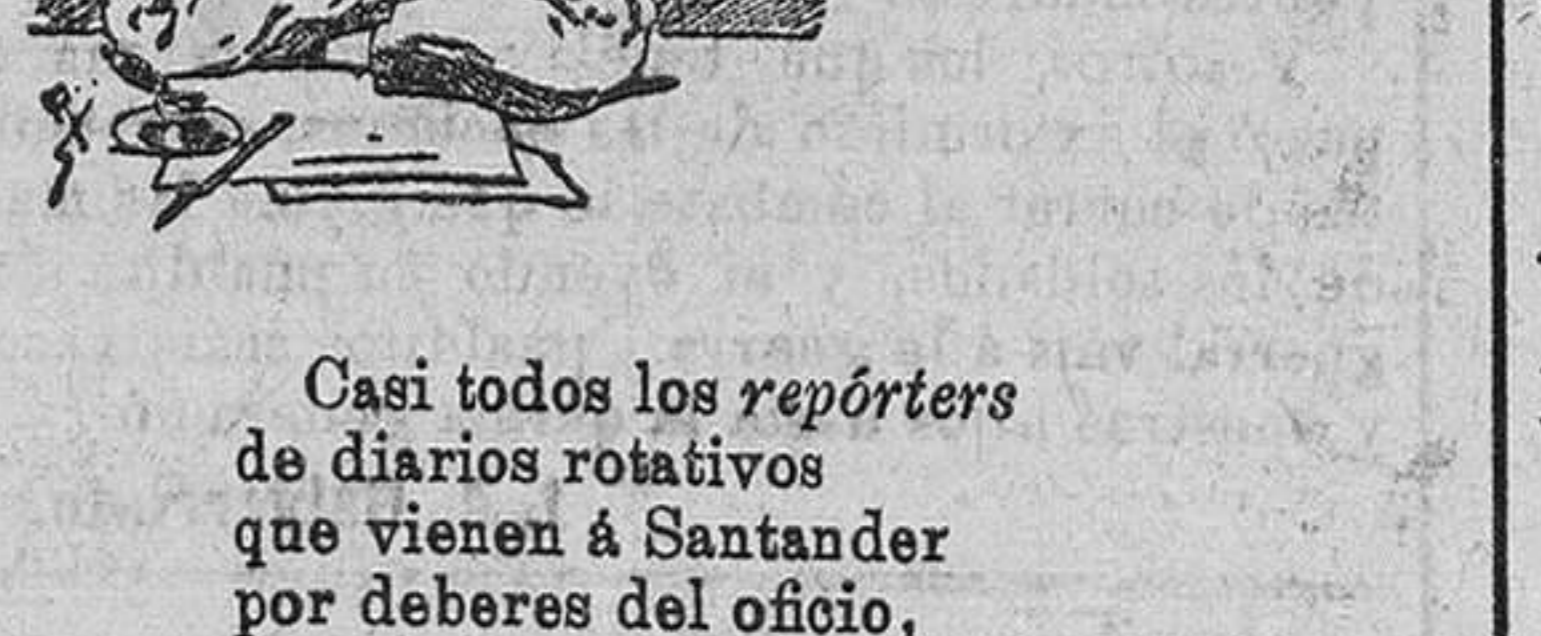 Casi todos los repórters
de diarios rotativos
que vienen á Santander
por deberes del oficio,